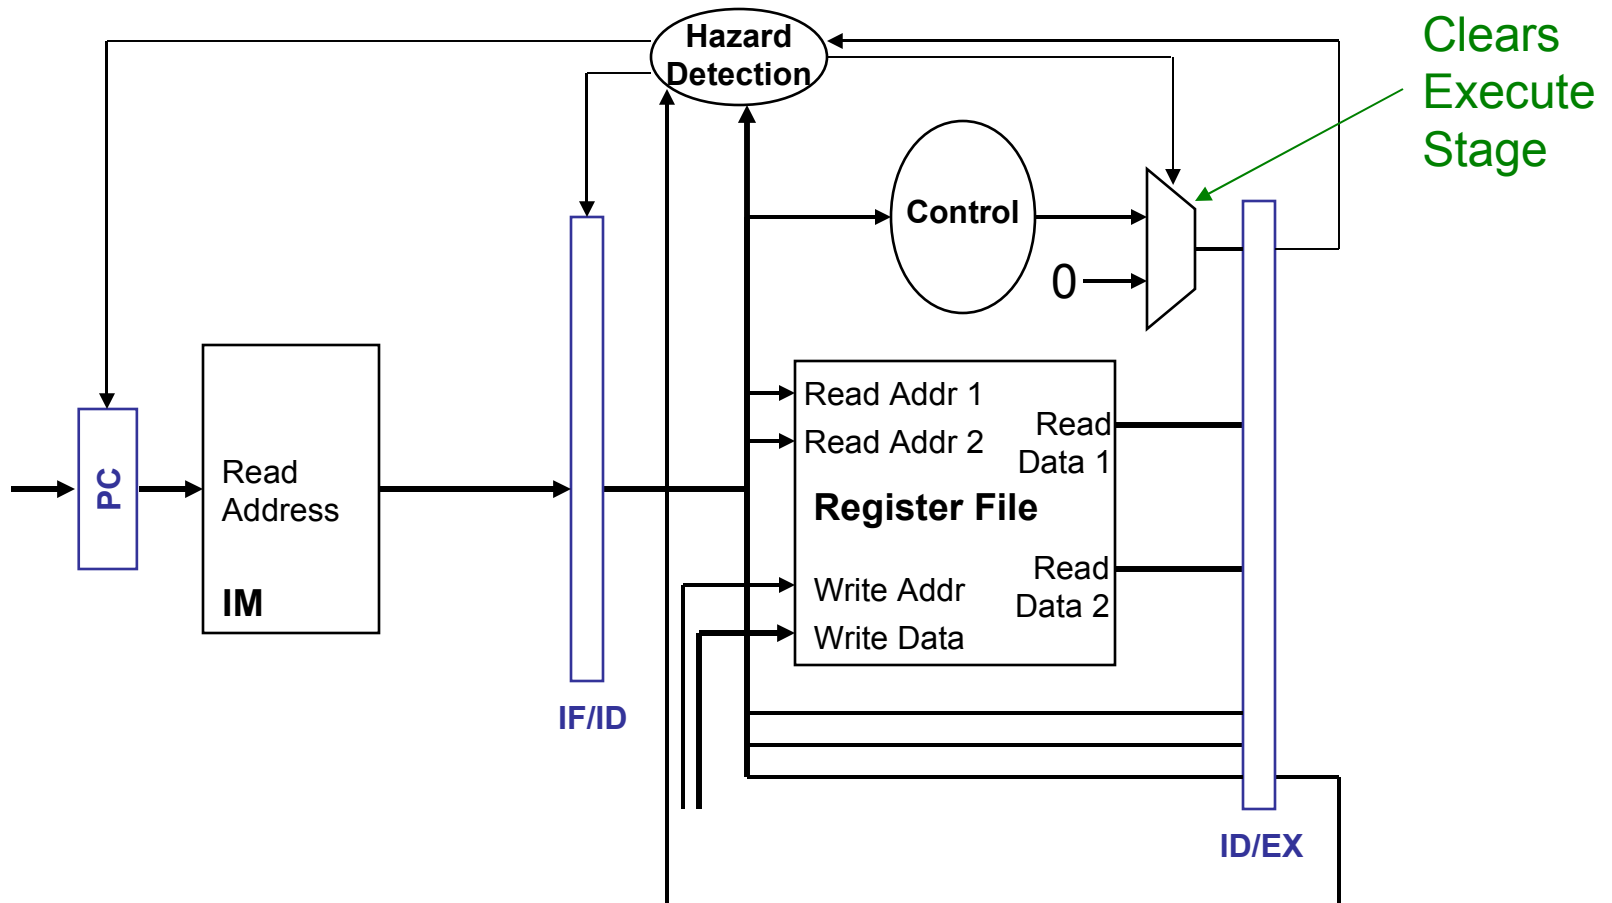 Hazard
Detection
Clears
Execute
Stage
Control
0
Read Addr 1
Read Addr 2
Read
Data 1
PC
Read
Address
Register File
IM
Write Addr
Read
Data 2
Write Data
IF/ID
ID/EX